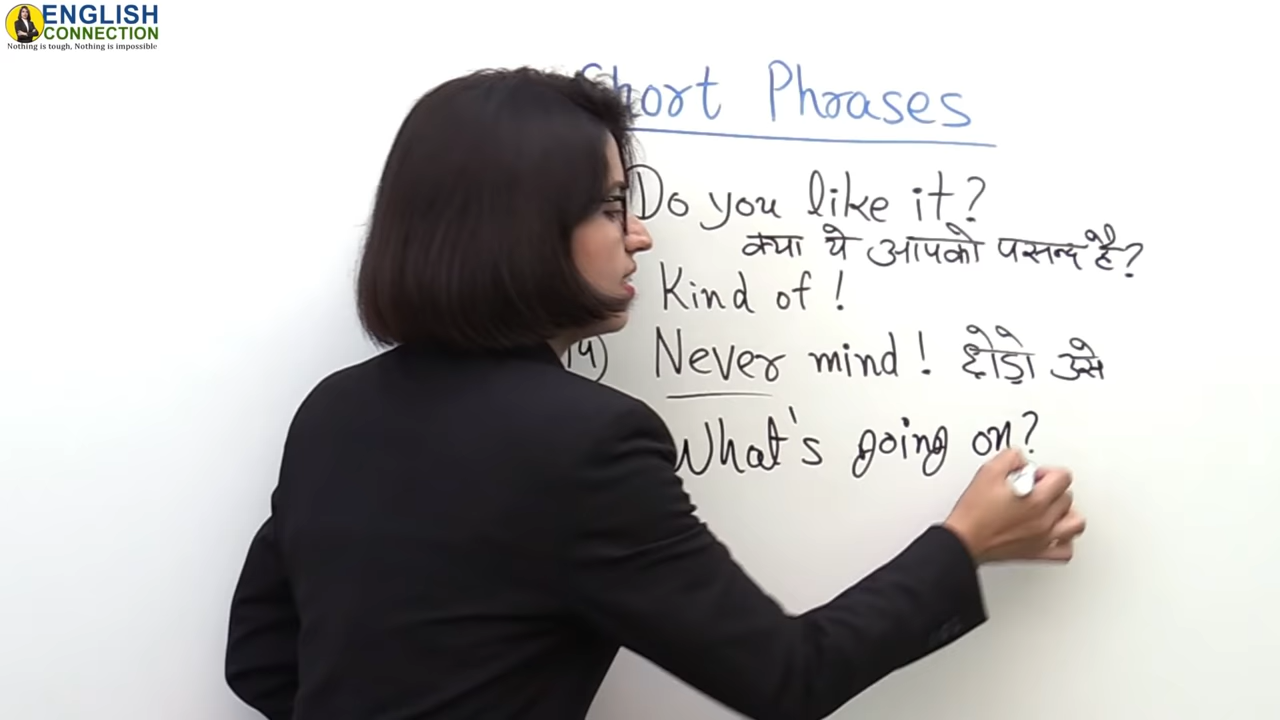 ENGLISH
CONNECTION
Nothing is tough, Nothing is impossible
Short Phrases
Do you like it?
क्या ये आपको पसन्द है?
Kind of!
14) Never mind! छोड़ो उसे
What's going on?